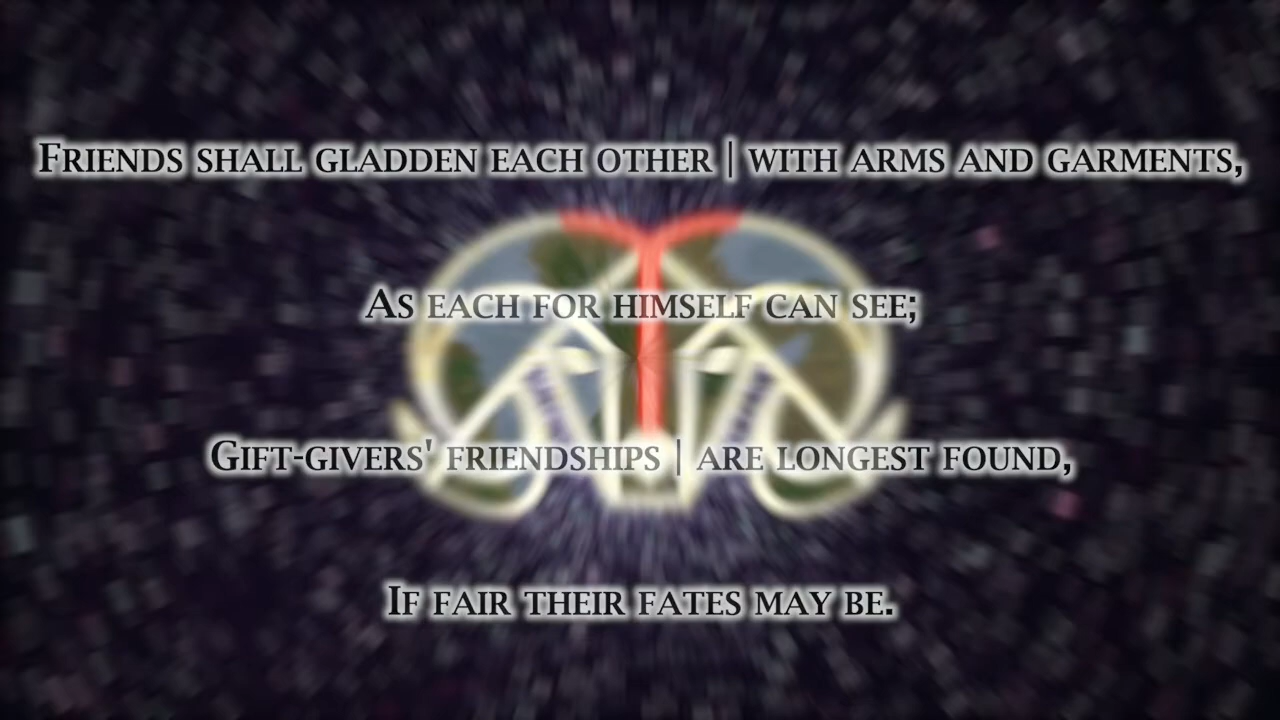 Friends shall gladden each other | with arms and garments,
As each for himself can see;
Gift-givers' friendships | are longest found,
If fair their fates may be.